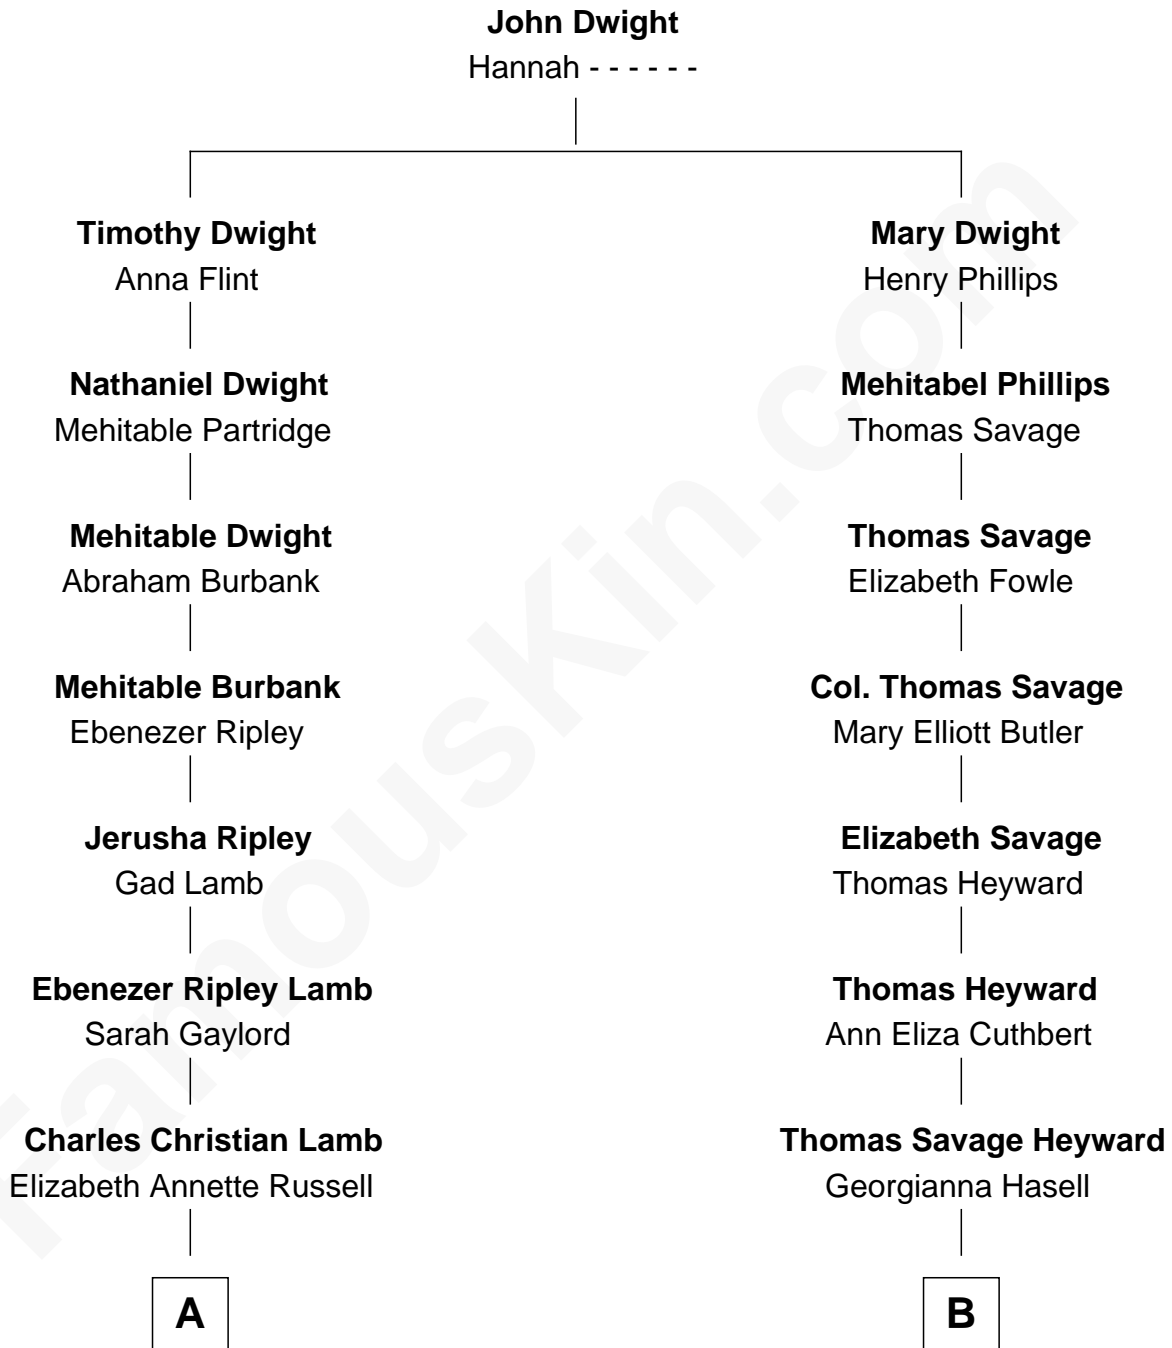 John Dwight
Hannah - - - - - -
Timothy Dwight
Anna Flint
Mary Dwight
Henry Phillips
Nathaniel Dwight
Mehitable Partridge
Mehitabel Phillips
Thomas Savage
Mehitable Dwight
Abraham Burbank
Thomas Savage
Elizabeth Fowle
Mehitable Burbank
Ebenezer Ripley
Col. Thomas Savage
Mary Elliott Butler
Jerusha Ripley
Gad Lamb
Elizabeth Savage
Thomas Heyward
Ebenezer Ripley Lamb
Sarah Gaylord
Thomas Heyward
Ann Eliza Cuthbert
Charles Christian Lamb
Elizabeth Annette Russell
Thomas Savage Heyward
Georgianna Hasell
A
B
FamousKin.com